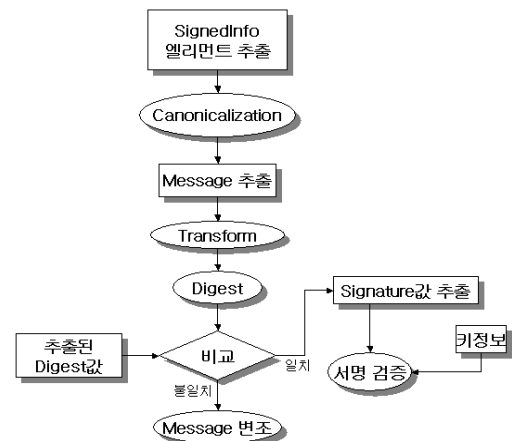 SignedInfo
엘리먼트 추출
Canonicalization
Message 추출
Transform
Digest
Signature값 추출
추출된
Digest값
비교
일치
키정보
서명 검증
불일치
Message 변조